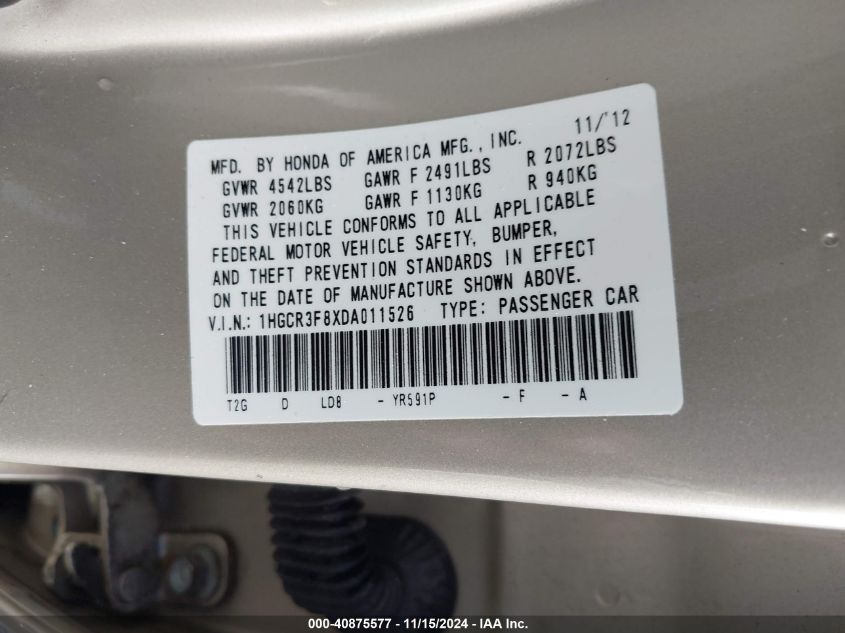 MFD. BY HONDA OF AMERICA MFG., INC. 11/'12
GVWR 4542LBS GAWR F 2491LBS R 2072LBS
GVWR 2060KG GAWR F 1130KG R 940KG
THIS VEHICLE CONFORMS TO ALL APPLICABLE
FEDERAL MOTOR VEHICLE SAFETY, BUMPER,
AND THEFT PREVENTION STANDARDS IN EFFECT
ON THE DATE OF MANUFACTURE SHOWN ABOVE.
V.I.N.: 1HGCR3F8XDA011526 TYPE: PASSENGER CAR
T2G D LD8 - YR591P - F - A
000-40875577 - 11/15/2024 - IAA Inc.